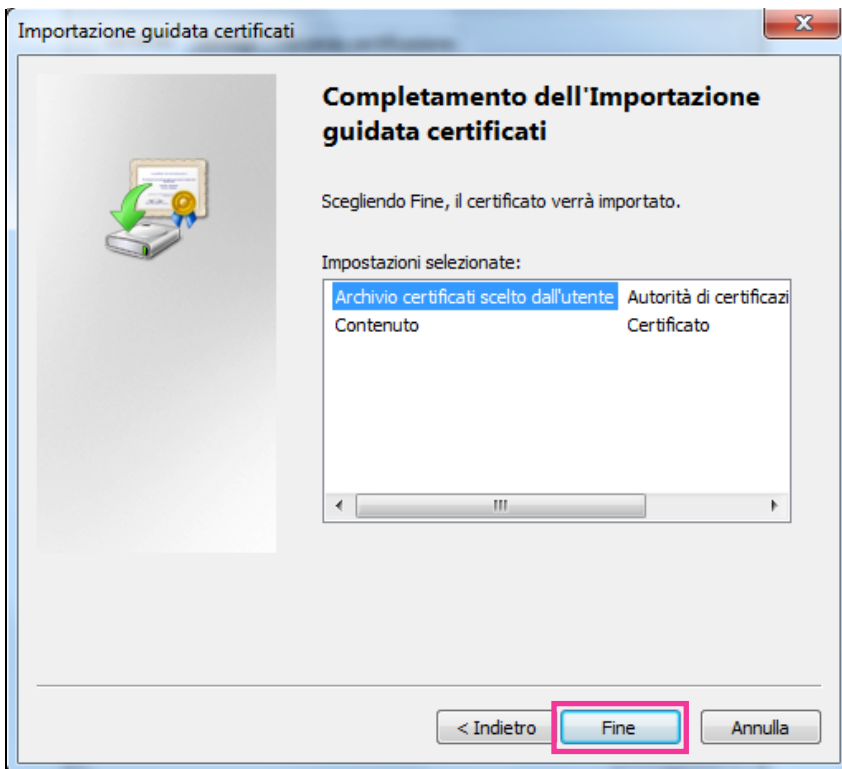 Importazione guidata certificati
Completamento dell'Importazione
guidata certificati
Scegliendo Fine, il certificato verrà importato.
Impostazioni selezionate:
Archivio certificati scelto dall'utente Autorità di certificazi
Contenuto Certificato
< Indietro Fine Annulla